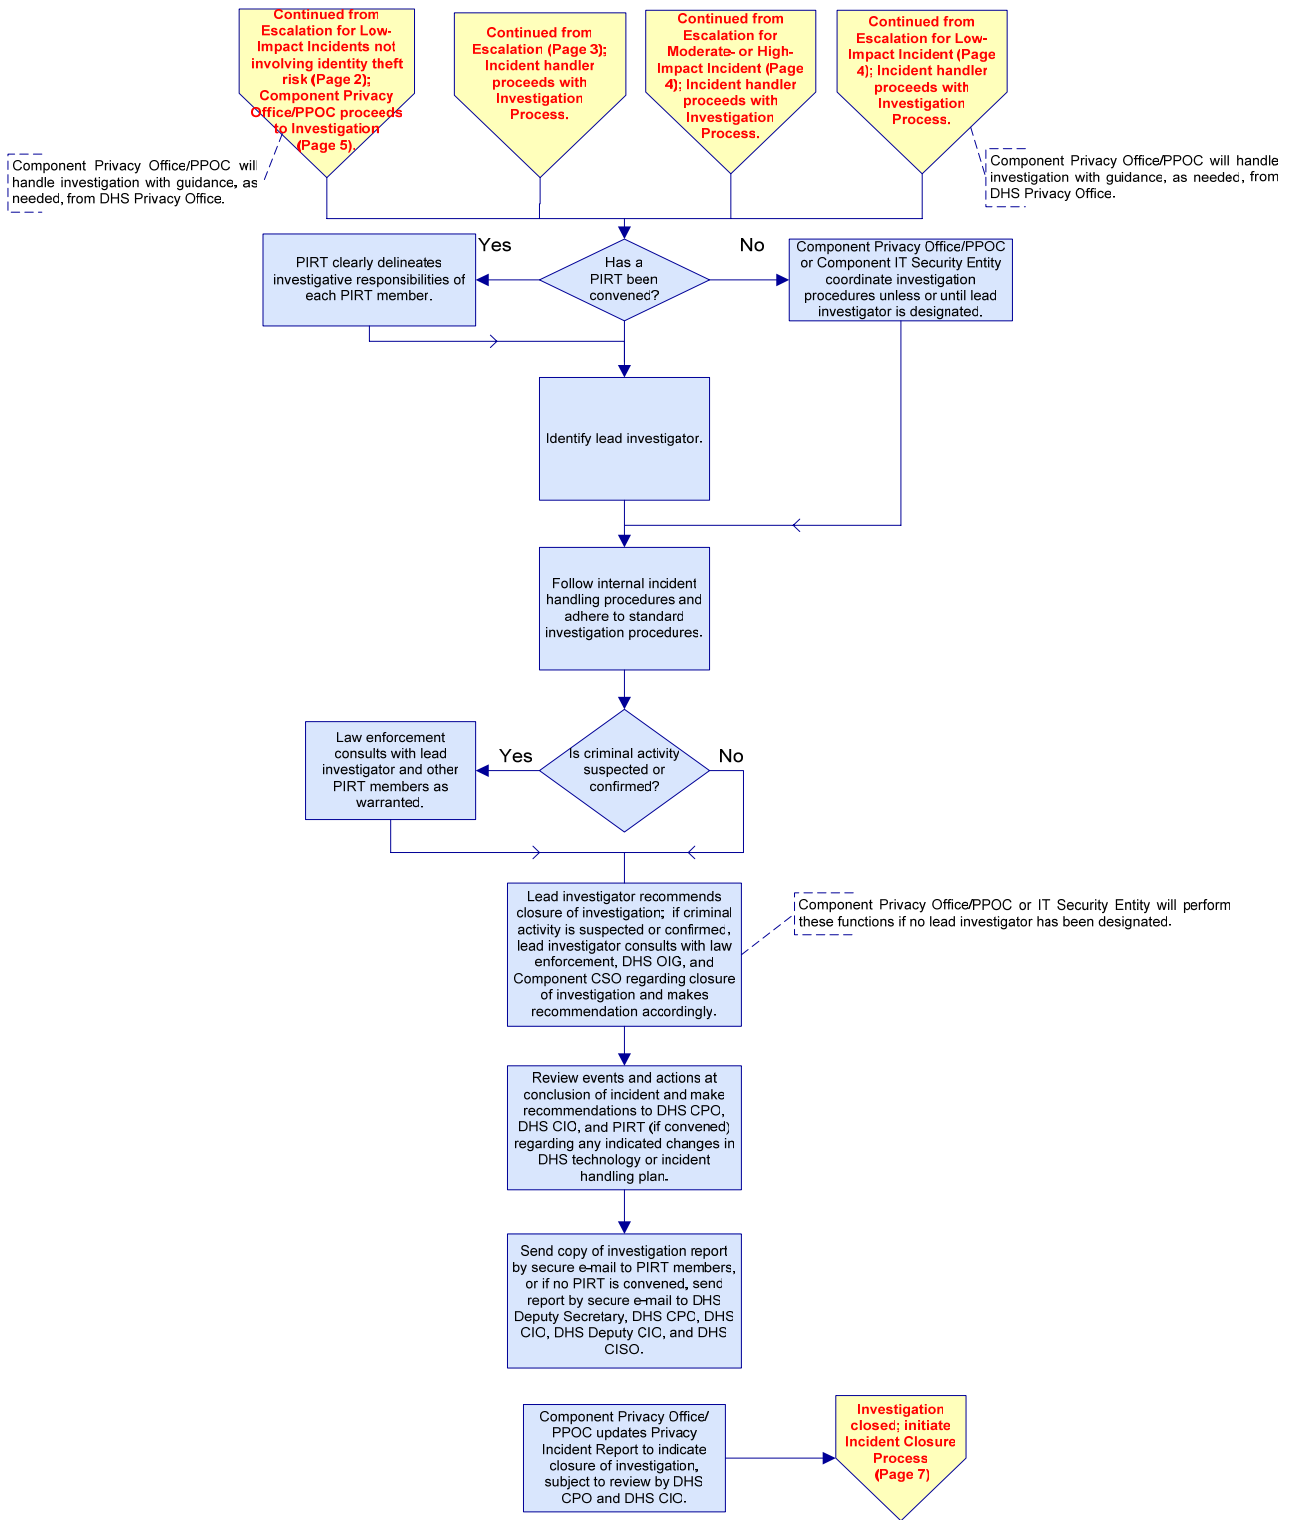 Continued from
Escalation for Low-
Impact Incidents not
involving identity theft
risk (Page 2);
Component Privacy
Office/PPOC proceeds
to Investigation
(Page 5).
Continued from
Escalation (Page 3);
Incident handler
proceeds with
Investigation
Process.
Continued from
Escalation for
Moderate- or High-
Impact Incident (Page
4); Incident handler
proceeds with
Investigation
Process.
Continued from
Escalation for Low-
Impact Incident (Page
4); Incident handler
proceeds with
Investigation
Process.
Component Privacy Office/PPOC will
handle investigation with guidance, as
needed, from DHS Privacy Office.
Component Privacy Office/PPOC will handle
investigation with guidance, as needed, from
DHS Privacy Office.
PIRT clearly delineates
investigative responsibilities of
each PIRT member.
Yes
Has a
PIRT been
convened?
No
Component Privacy Office/PPOC
or Component IT Security Entity
coordinate investigation
procedures unless or until lead
investigator is designated.
Identify lead investigator.
Follow internal incident
handling procedures and
adhere to standard
investigation procedures.
Law enforcement
consults with lead
investigator and other
PIRT members as
warranted.
Yes
Is criminal activity
suspected or
confirmed?
No
Lead investigator recommends
closure of investigation; if criminal
activity is suspected or confirmed,
lead investigator consults with law
enforcement, DHS OIG, and
Component CSO regarding closure
of investigation and makes
recommendation accordingly.
Component Privacy Office/PPOC or IT Security Entity will perform
these functions if no lead investigator has been designated.
Review events and actions at
conclusion of incident and make
recommendations to DHS CPO,
DHS CIO, and PIRT (if convened)
regarding any indicated changes in
DHS technology or incident
handling plan.
Send copy of investigation report
by secure e-mail to PIRT members,
or if no PIRT is convened, send
report by secure e-mail to DHS
Deputy Secretary, DHS CPO, DHS
CIO, DHS Deputy CIO, and DHS
CISO.
Component Privacy Office/
PPOC updates Privacy
Incident Report to indicate
closure of investigation,
subject to review by DHS
CPO and DHS CIO.
Investigation
closed; initiate
Incident Closure
Process
(Page 7)